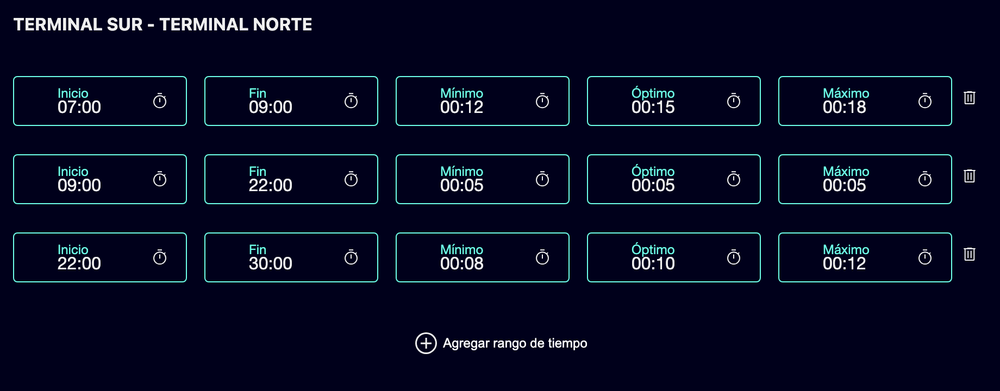 TERMINAL SUR - TERMINAL NORTE
Inicio
07:00
Fin
09:00
Mínimo
00:12
Óptimo
00:15
Máximo
00:18
Inicio
09:00
Fin
22:00
Mínimo
00:05
Óptimo
00:05
Máximo
00:05
Inicio
22:00
Fin
30:00
Mínimo
00:08
Óptimo
00:10
Máximo
00:12
Agregar rango de tiempo